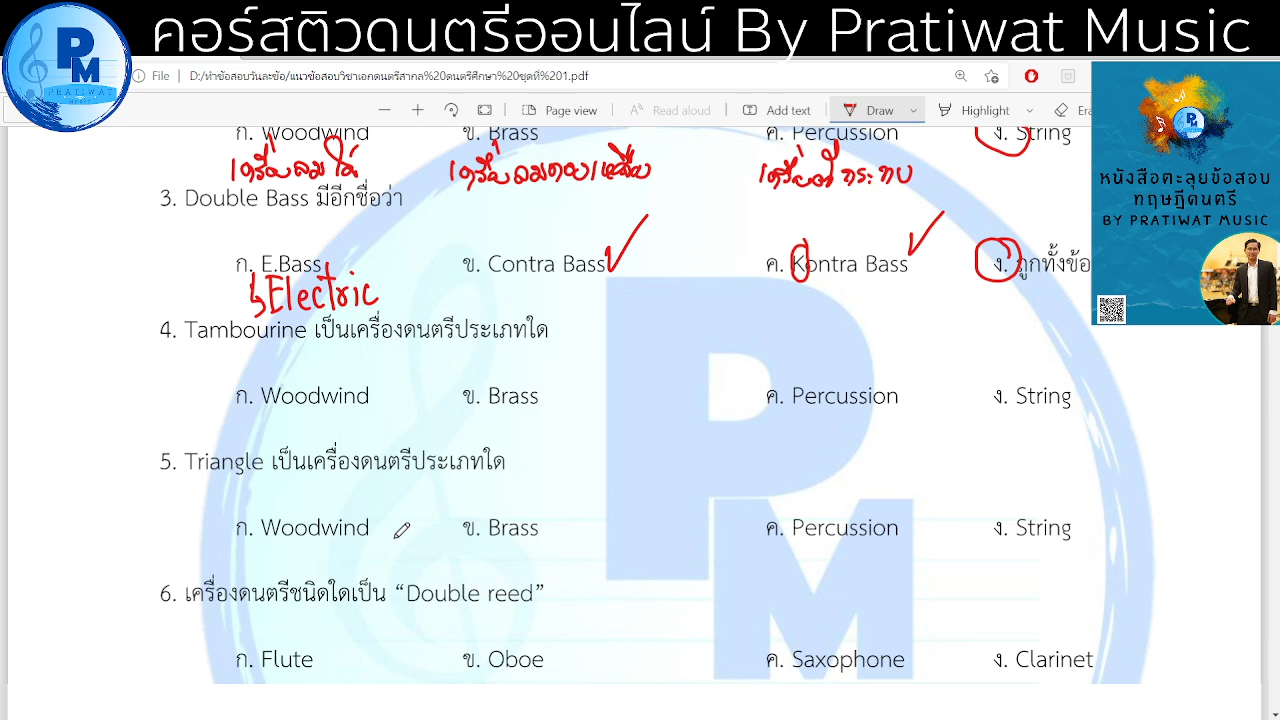 คอร์สติวดนตรีออนไลน์ By Pratiwat Music
PM
PRATIWAT
MUSIC
File D:/ทำข้อสอบวันละข้อ/แนวข้อสอบวิชาเอกดนตรีสากล%20ดนตรีศึกษา%20ชุดที่%201.pdf
Page view Read aloud Add text Draw Highlight Era
ก. Woodwind ข. Brass ค. Percussion ง. String
เครื่องลมไม้ เครื่องลมทองเหลือง เครื่องตีกระทบ
3. Double Bass มีอีกชื่อว่า
ก. E.Bass ข. Contra Bass ค. Kontra Bass ง. ถูกทั้งข้อ
Electric
4. Tambourine เป็นเครื่องดนตรีประเภทใด
ก. Woodwind ข. Brass ค. Percussion ง. String
5. Triangle เป็นเครื่องดนตรีประเภทใด
ก. Woodwind ข. Brass ค. Percussion ง. String
6. เครื่องดนตรีชนิดใดเป็น “Double reed”
ก. Flute ข. Oboe ค. Saxophone ง. Clarinet
หนังสือตะลุยข้อสอบ
ทฤษฎีดนตรี
BY PRATIWAT MUSIC